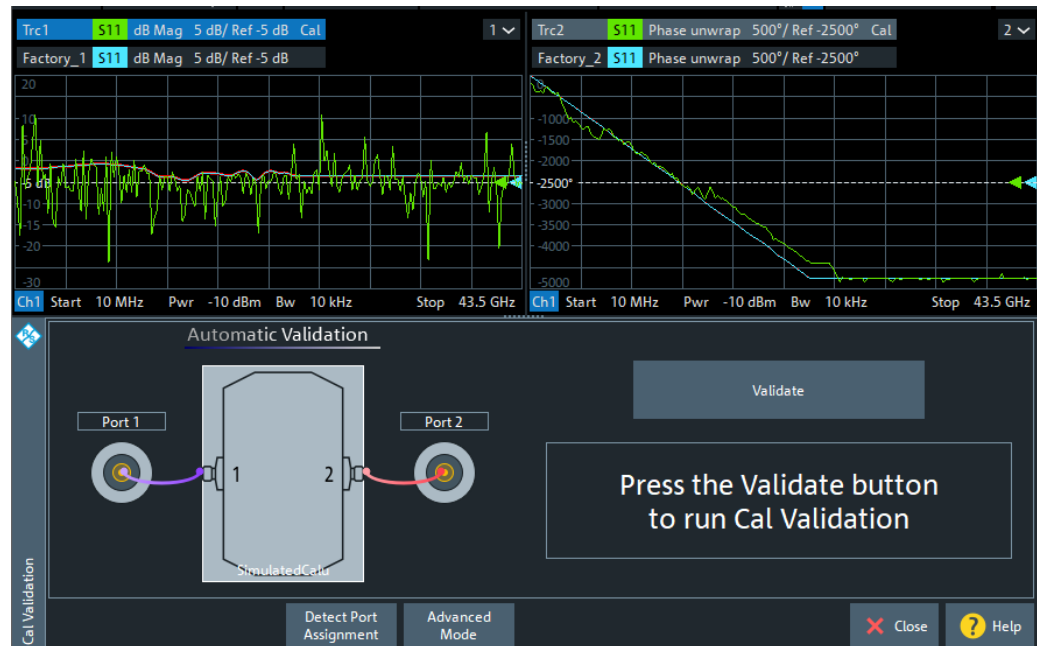 Trc1 S11 dB Mag 5 dB/ Ref -5 dB Cal 1
Factory_1 S11 dB Mag 5 dB/ Ref -5 dB
20
10
5
-5 dB
-10
-15
-20
-30
Ch1 Start 10 MHz Pwr -10 dBm Bw 10 kHz Stop 43.5 GHz
Trc2 S11 Phase unwrap 500°/ Ref -2500° Cal 2
Factory_2 S11 Phase unwrap 500°/ Ref -2500°
-1000
-1500
-2000
-2500°
-3000
-3500
-4000
-5000
Ch1 Start 10 MHz Pwr -10 dBm Bw 10 kHz Stop 43.5 GHz
Cal Validation
Automatic Validation
Port 1
Port 2
1
2
SimulatedCalu
Validate
Press the Validate button
to run Cal Validation
Detect Port
Assignment
Advanced
Mode
Close
? Help